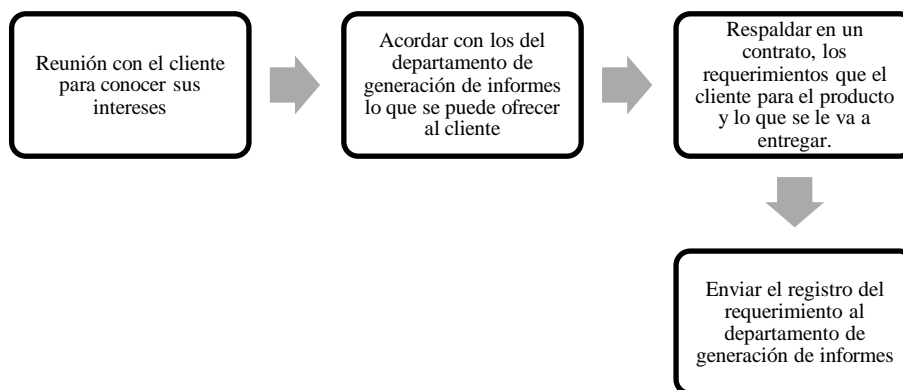 Reunión con el cliente
para conocer sus
intereses
Acordar con los del
departamento de
generación de informes
lo que se puede ofrecer
al cliente
Respaldar en un
contrato, los
requerimientos que el
cliente para el producto
y lo que se le va a
entregar.
Enviar el registro del
requerimiento al
departamento de
generación de informes